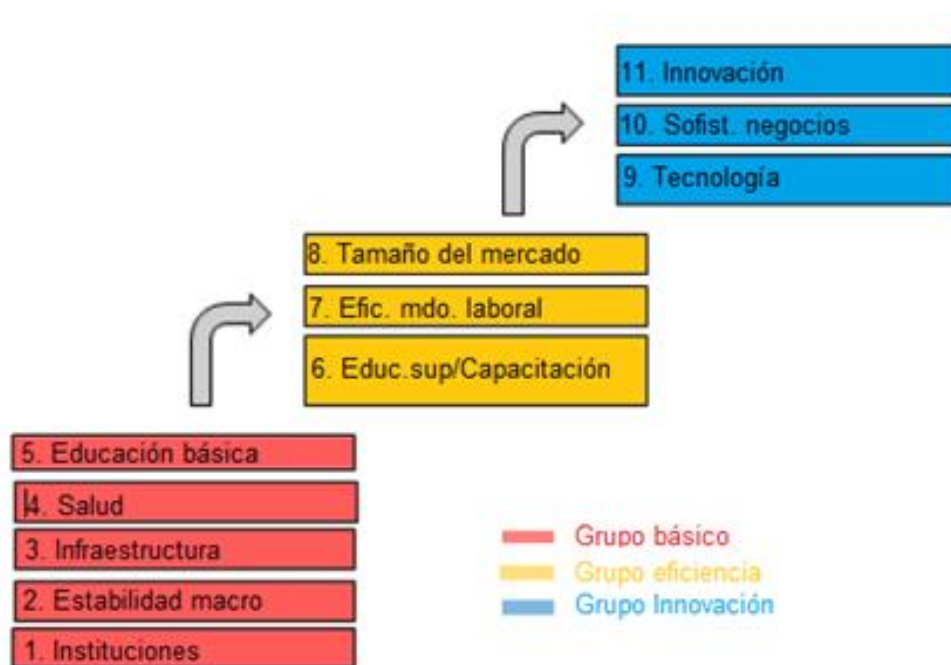 11. Innovación
10. Sofist. negocios
9. Tecnología
8. Tamaño del mercado
7. Efic. mdo. laboral
6. Educ.sup/Capacitación
5. Educación básica
4. Salud
3. Infraestructura
2. Estabilidad macro
1. Instituciones
Grupo básico
Grupo eficiencia
Grupo Innovación